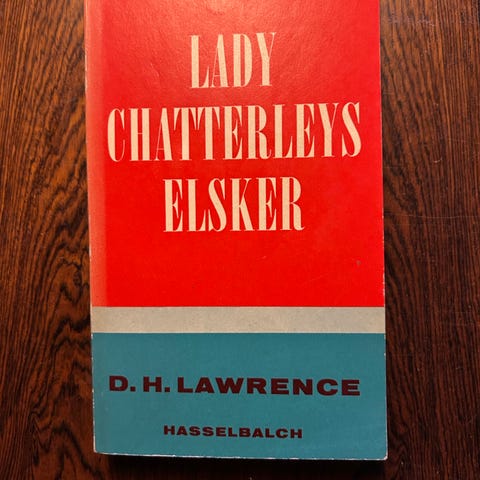 LADY
CHATTERLEYS
ELSKER
D. H. LAWRENCE
HASSELBALCH